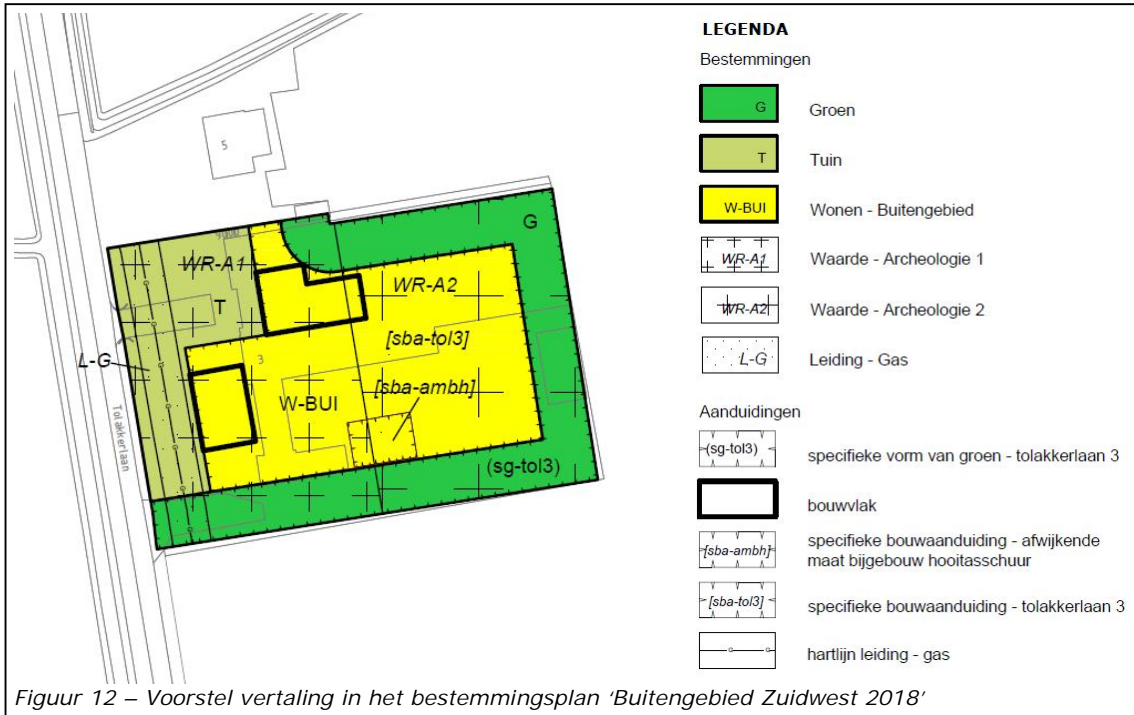 5
G
WR-A1
WR-A2
T
[sba-tol3]
L-G
3
[sba-ambh]
W-BUI
Tolakkerlaan
(sg-tol3)
LEGENDA
Bestemmingen
G Groen
T Tuin
W-BUI Wonen - Buitengebied
WR-A1 Waarde - Archeologie 1
WR-A2 Waarde - Archeologie 2
L-G Leiding - Gas
Aanduidingen
(sg-tol3) specifieke vorm van groen - tolakkerlaan 3
bouwvlak
[sba-ambh] specifieke bouwaanduiding - afwijkende
maat bijgebouw hooitasschuur
[sba-tol3] specifieke bouwaanduiding - tolakkerlaan 3
hartlijn leiding - gas
Figuur 12 – Voorstel vertaling in het bestemmingsplan ‘Buitengebied Zuidwest 2018’